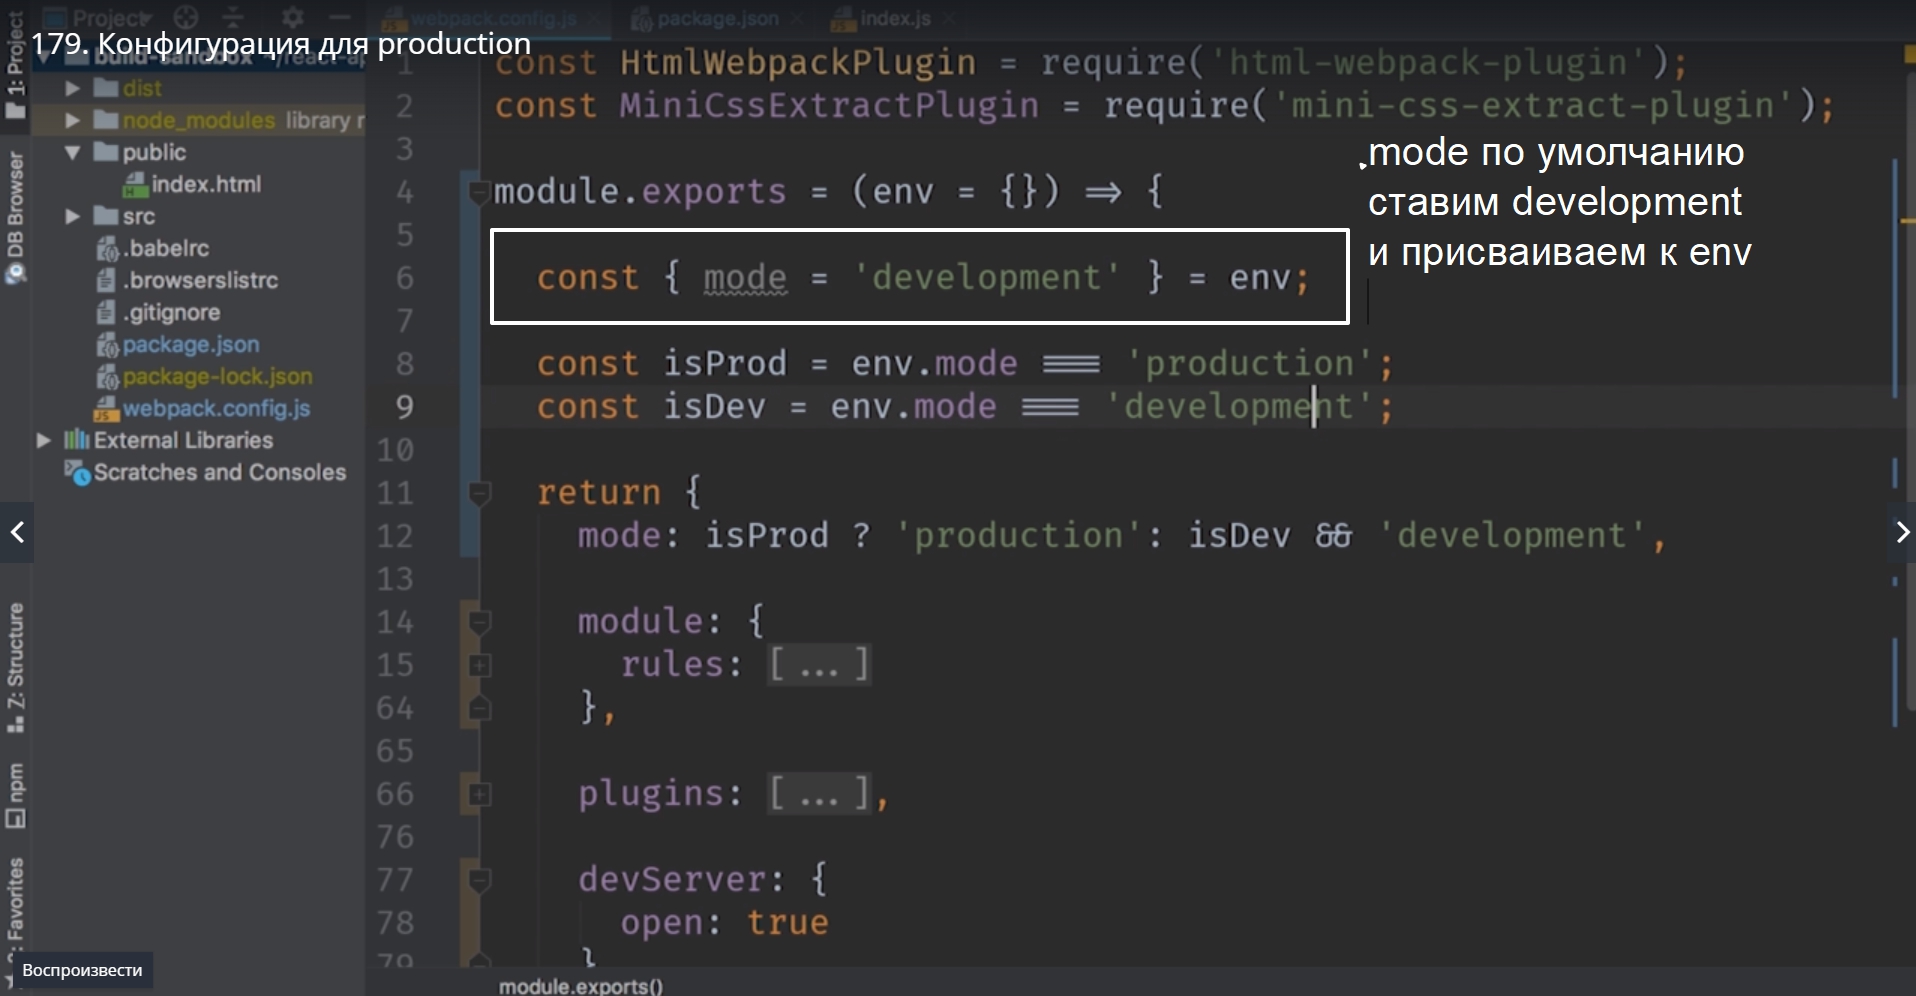 Project
webpack.config.js
package.json
index.js
179. Конфигурация для production
1: Project
build-sandbox ~/react-ap
dist
node_modules library r
public
index.html
src
.babelrc
.browserslistrc
.gitignore
package.json
package-lock.json
webpack.config.js
External Libraries
Scratches and Consoles
DB Browser
Z: Structure
npm
2: Favorites
Воспроизвести
1 const HtmlWebpackPlugin = require('html-webpack-plugin');
2 const MiniCssExtractPlugin = require('mini-css-extract-plugin');
3
4 module.exports = (env = {}) => {
5
6 const { mode = 'development' } = env;
7
8 const isProd = env.mode === 'production';
9 const isDev = env.mode === 'development';
10
11 return {
12 mode: isProd ? 'production': isDev && 'development',
13
14 module: {
15 rules: [ ... ]
64 },
65
66 plugins: [ ... ],
76
77 devServer: {
78 open: true
79 }
mode по умолчанию
ставим development
и присваиваем к env
module.exports()